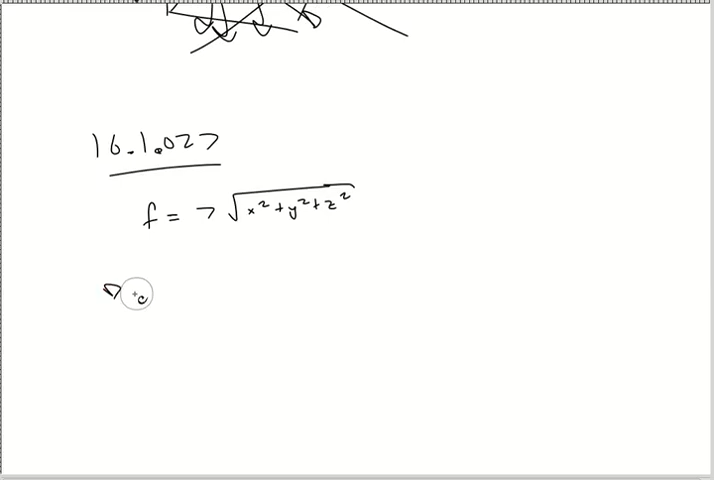 16.1.027
f = 7 √(x² + y² + z²)